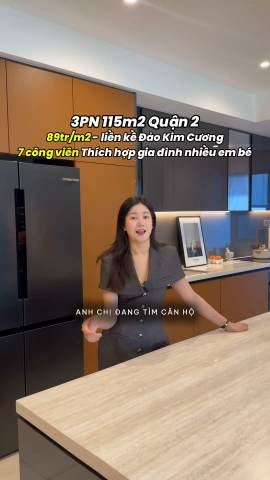 3PN 115m2 Quận 2
89tr/m2 - liền kề Đảo Kim Cương
7 công viên Thích hợp gia đình nhiều em bé
ANH CHỊ ĐANG TÌM CĂN HỘ